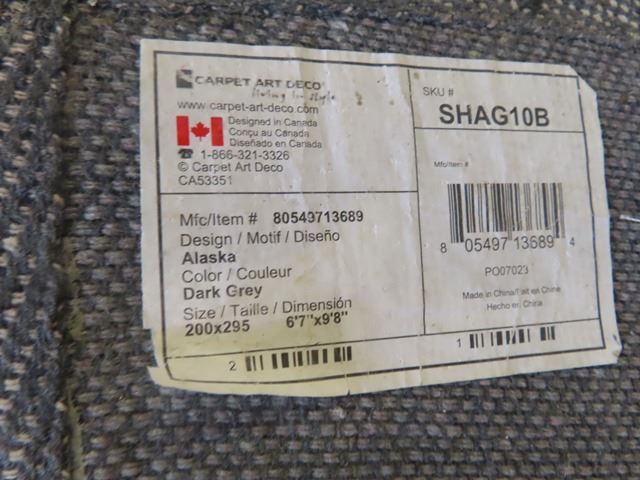 CARPET ART DECO
www.carpet-art-deco.com
Designed in Canada
Conçu au Canada
Diseñado en Canada
☎ 1-866-321-3326
© Carpet Art Deco
CA53351
Mfc/Item # 80549713689
Design / Motif / Diseño
Alaska
Color / Couleur
Dark Grey
Size / Taille / Dimensión
200x295 6'7"x9'8"
2
SKU #
SHAG10B
Mfc/Item #
8 05497 13689 4
PO07023
Made in China/Fait en Chine
Hecho en China
1